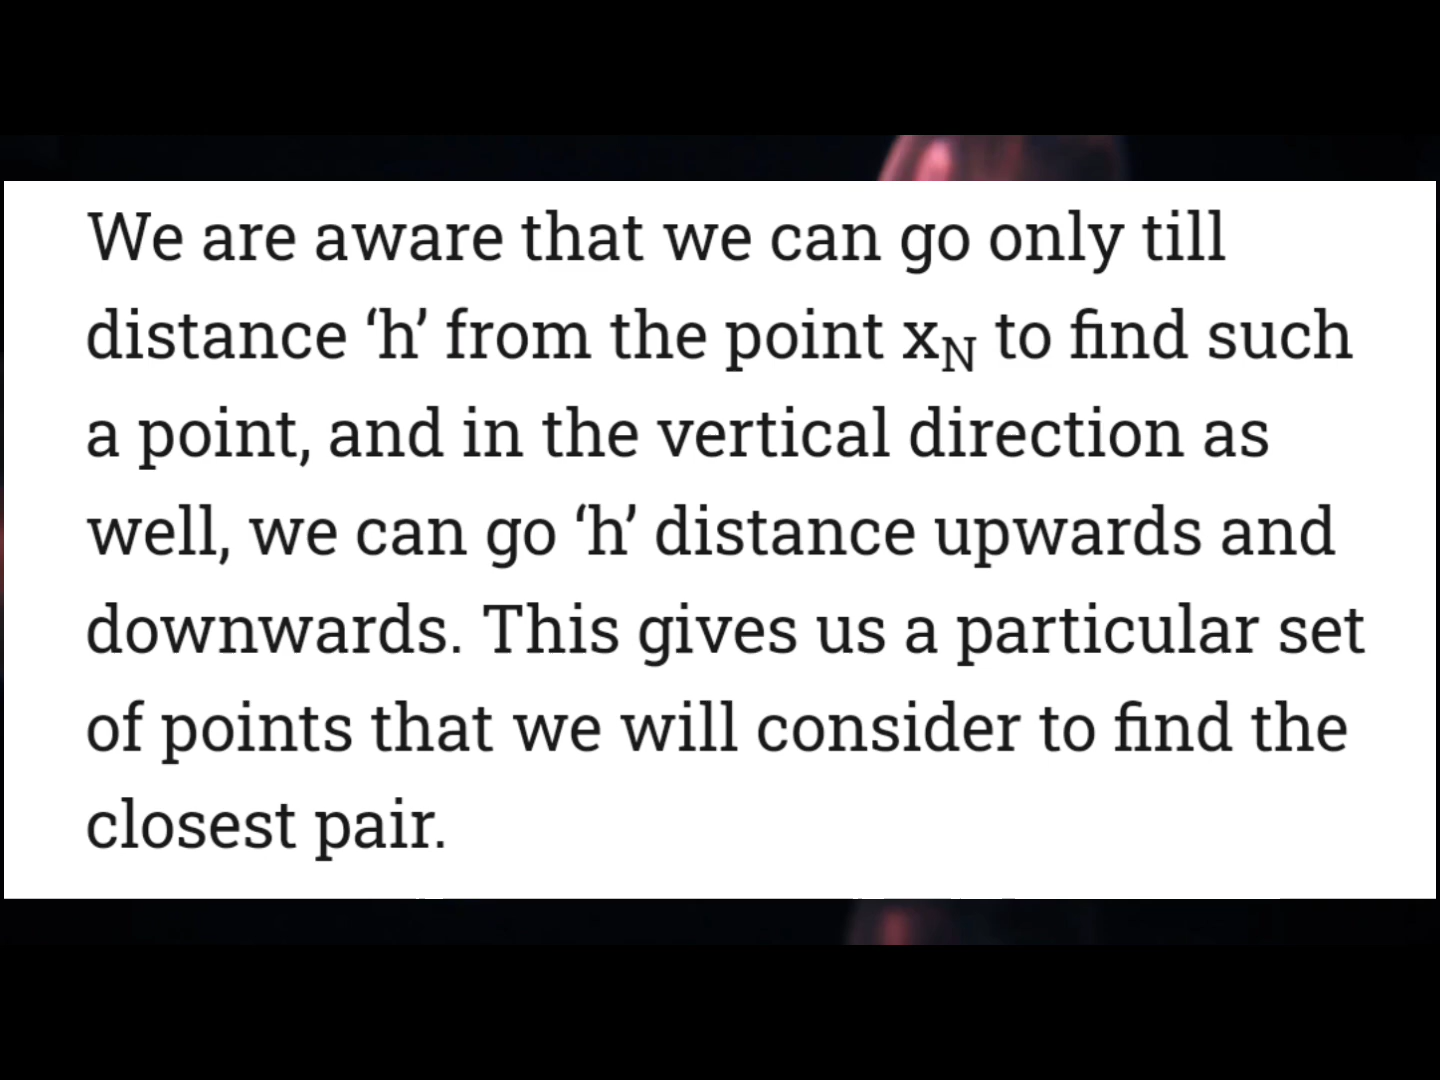 We are aware that we can go only till
distance ‘h’ from the point xN to find such
a point, and in the vertical direction as
well, we can go ‘h’ distance upwards and
downwards. This gives us a particular set
of points that we will consider to find the
closest pair.